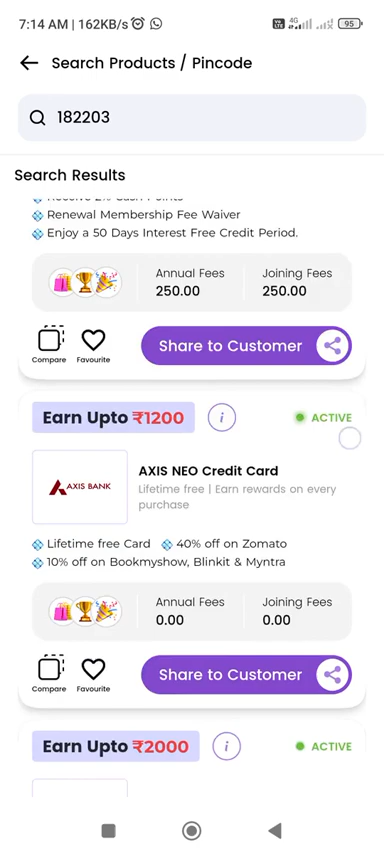 7:14 AM | 162KB/s
4G
95
Search Products / Pincode
182203
Search Results
Renewal Membership Fee Waiver
Enjoy a 50 Days Interest Free Credit Period.
Annual Fees
250.00
Joining Fees
250.00
Compare
Favourite
Share to Customer
Earn Upto ₹1200
i
ACTIVE
AXIS BANK
AXIS NEO Credit Card
Lifetime free | Earn rewards on every
purchase
Lifetime free Card 40% off on Zomato
10% off on Bookmyshow, Blinkit & Myntra
Annual Fees
0.00
Joining Fees
0.00
Compare
Favourite
Share to Customer
Earn Upto ₹2000
i
ACTIVE